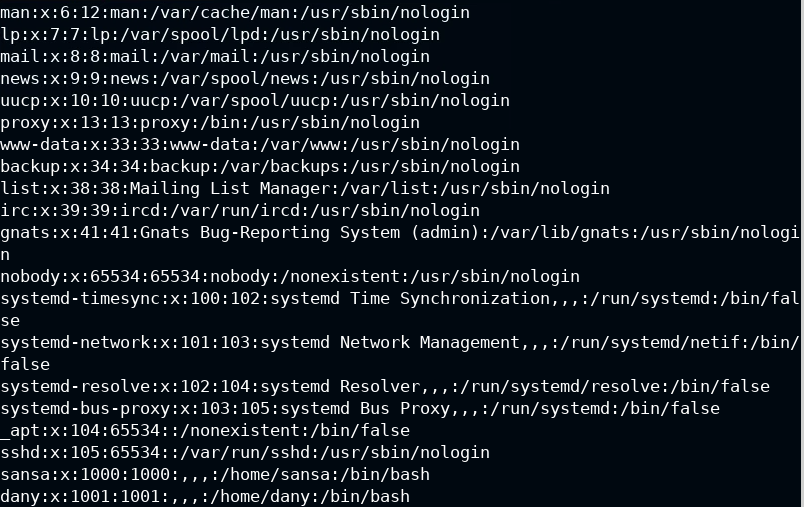 man:x:6:12:man:/var/cache/man:/usr/sbin/nologin
lp:x:7:7:lp:/var/spool/lpd:/usr/sbin/nologin
mail:x:8:8:mail:/var/mail:/usr/sbin/nologin
news:x:9:9:news:/var/spool/news:/usr/sbin/nologin
uucp:x:10:10:uucp:/var/spool/uucp:/usr/sbin/nologin
proxy:x:13:13:proxy:/bin:/usr/sbin/nologin
www-data:x:33:33:www-data:/var/www:/usr/sbin/nologin
backup:x:34:34:backup:/var/backups:/usr/sbin/nologin
list:x:38:38:Mailing List Manager:/var/list:/usr/sbin/nologin
irc:x:39:39:ircd:/var/run/ircd:/usr/sbin/nologin
gnats:x:41:41:Gnats Bug-Reporting System (admin):/var/lib/gnats:/usr/sbin/nologi
n
nobody:x:65534:65534:nobody:/nonexistent:/usr/sbin/nologin
systemd-timesync:x:100:102:systemd Time Synchronization,,,:/run/systemd:/bin/fal
se
systemd-network:x:101:103:systemd Network Management,,,:/run/systemd/netif:/bin/
false
systemd-resolve:x:102:104:systemd Resolver,,,:/run/systemd/resolve:/bin/false
systemd-bus-proxy:x:103:105:systemd Bus Proxy,,,:/run/systemd:/bin/false
_apt:x:104:65534::/nonexistent:/bin/false
sshd:x:105:65534::/var/run/sshd:/usr/sbin/nologin
sansa:x:1000:1000:,,,:/home/sansa:/bin/bash
dany:x:1001:1001:,,,:/home/dany:/bin/bash